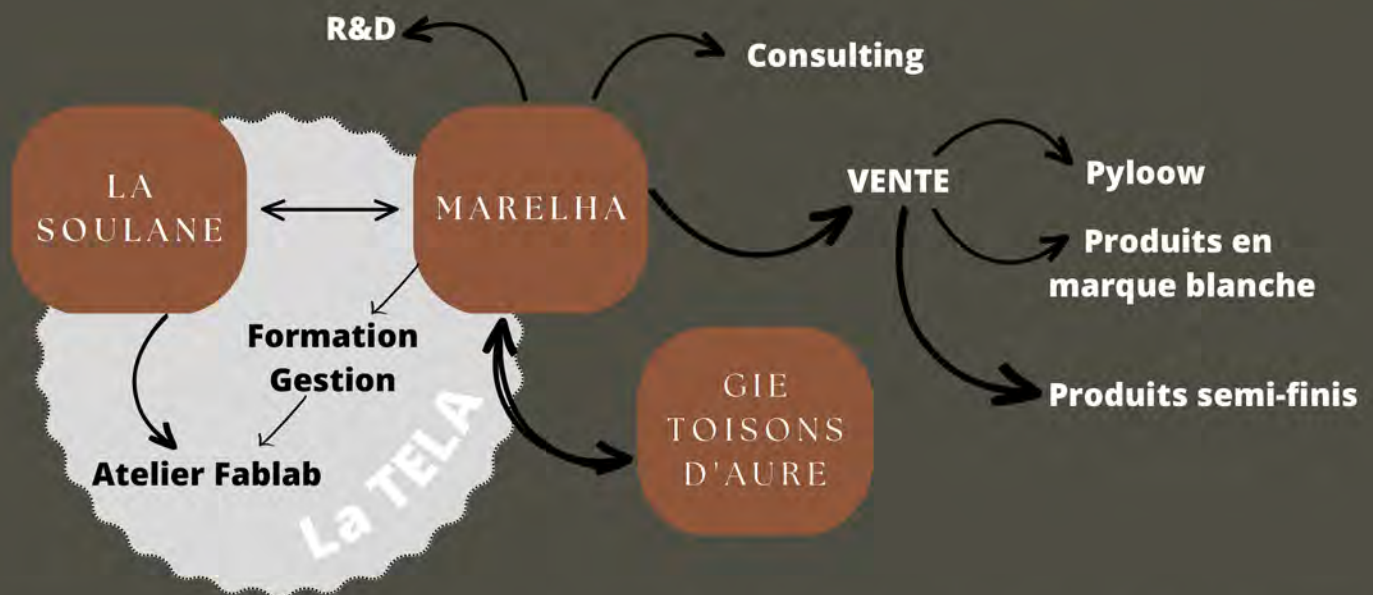 R&D
Consulting
LA
SOULANE
MARELHA
VENTE
Pyloow
Produits en
marque blanche
Produits semi-finis
Formation
Gestion
Atelier Fablab
La TELA
GIE
TOISONS
D'AURE